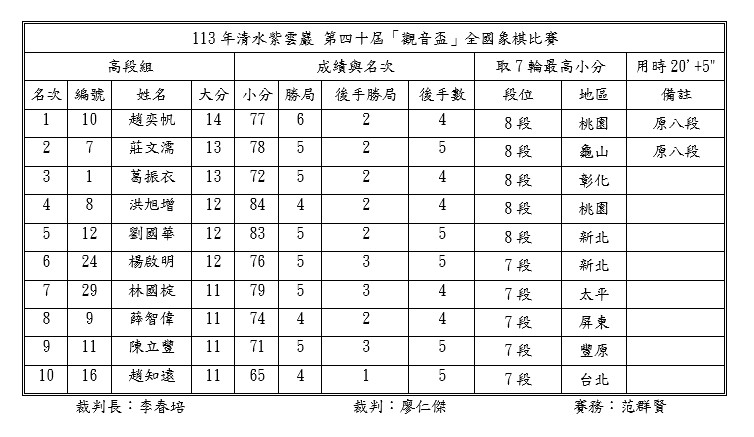 113 年清水紫雲巖 第四十屆「觀音盃」全國象棋比賽
高段組 成績與名次 取 7 輪最高小分 用時 20'+5"
名次 編號 姓名 大分 小分 勝局 後手勝局 後手數 段位 地區 備註
1 10 趙奕帆 14 77 6 2 4 8 段 桃園 原八段
2 7 莊文濡 13 78 5 2 5 8 段 龜山 原八段
3 1 葛振衣 13 72 5 2 4 8 段 彰化
4 8 洪旭增 12 84 4 2 4 8 段 桃園
5 12 劉國華 12 83 5 2 5 8 段 新北
6 24 楊啟明 12 76 5 3 5 7 段 新北
7 29 林國椗 11 79 5 3 4 7 段 太平
8 9 薛智偉 11 74 4 2 4 7 段 屏東
9 11 陳立豐 11 71 5 3 5 7 段 豐原
10 16 趙知遠 11 65 4 1 5 7 段 台北
裁判長：李春培 裁判：廖仁傑 賽務：范群賢